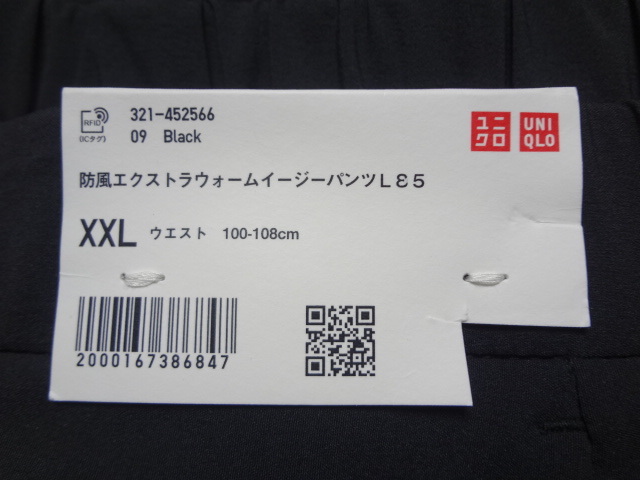 RFID
(ICタグ)
321-452566
09 Black
ユニ
クロ
UNI
QLO
防風エクストラウォームイージーパンツL85
XXL ウエスト 100-108cm
2000167386847